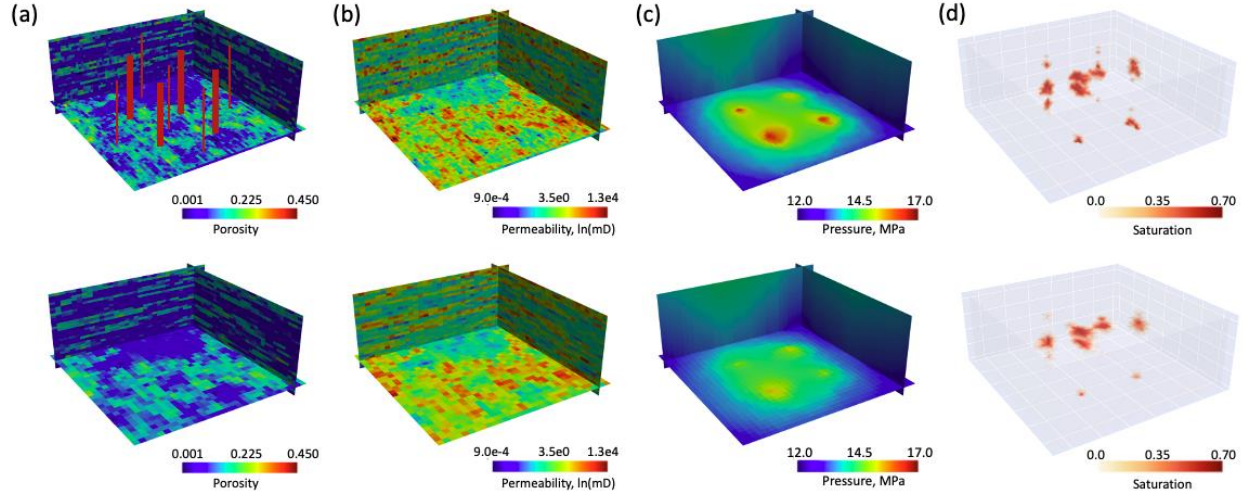 (a)
(b)
(c)
(d)
0.001 0.225 0.450
Porosity
9.0e-4 3.5e0 1.3e4
Permeability, ln(mD)
12.0 14.5 17.0
Pressure, MPa
0.0 0.35 0.70
Saturation
0.001 0.225 0.450
Porosity
9.0e-4 3.5e0 1.3e4
Permeability, ln(mD)
12.0 14.5 17.0
Pressure, MPa
0.0 0.35 0.70
Saturation